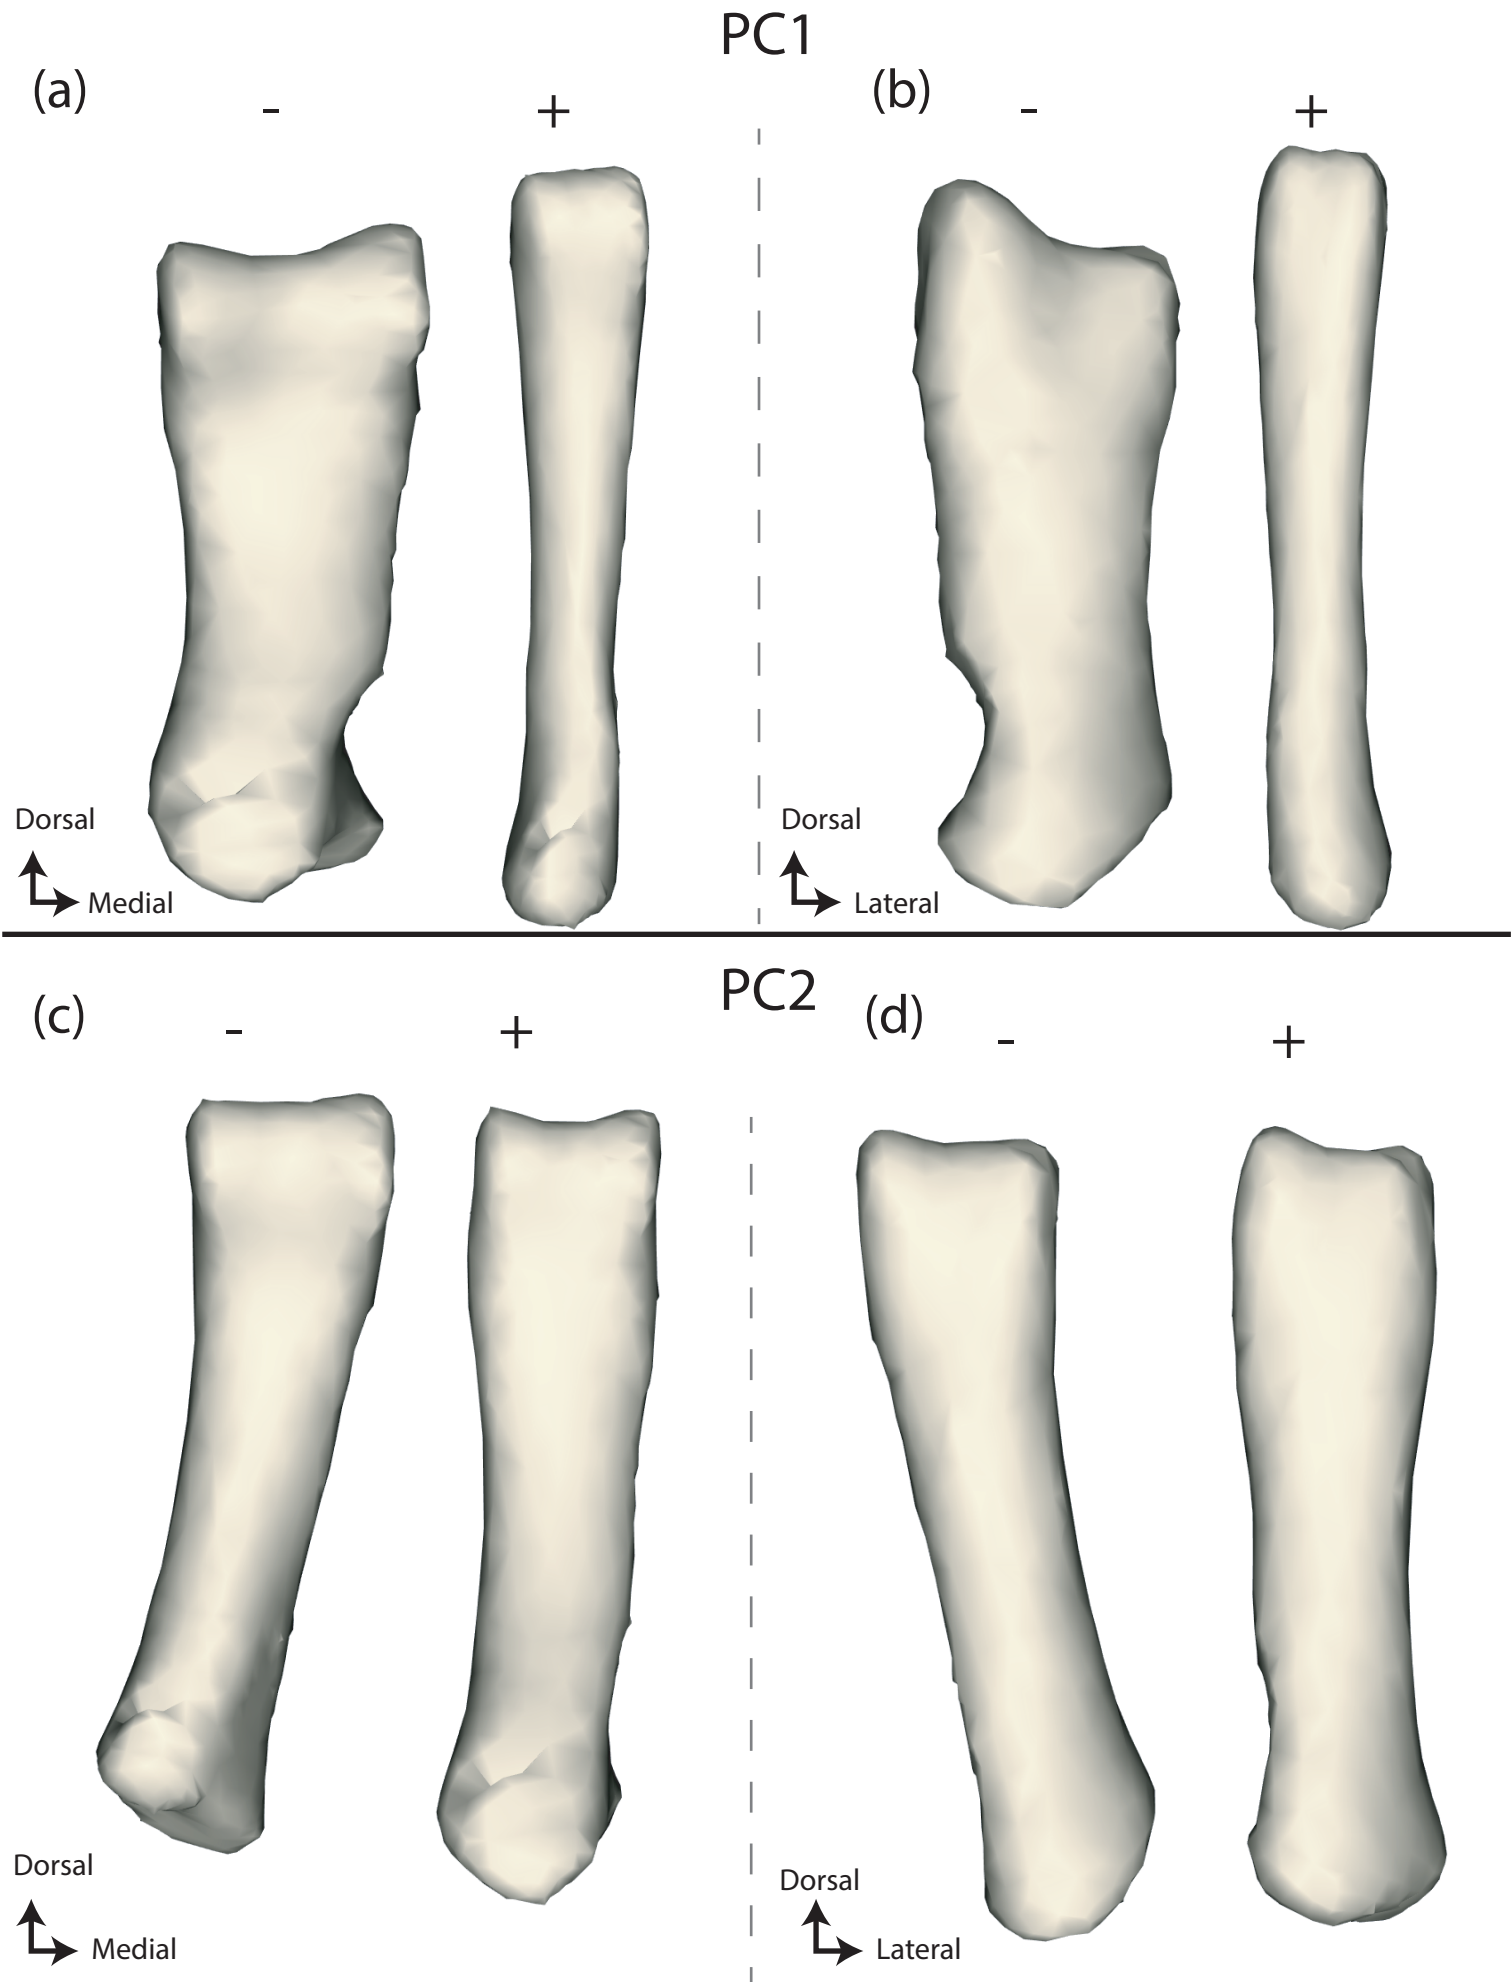 PC1
(a)
- +
(b)
- +
Dorsal
Medial
Dorsal
Lateral
PC2
(c)
- +
(d)
- +
Dorsal
Medial
Dorsal
Lateral